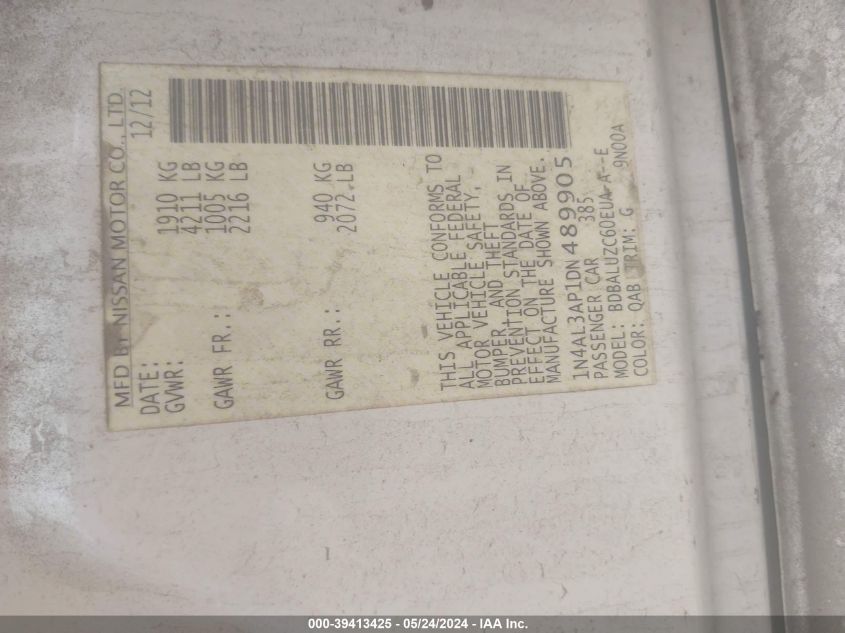 MFD BY NISSAN MOTOR CO., LTD.
DATE: 12/12
GVWR: 1910 KG
4211 LB
GAWR FR.: 1005 KG
2216 LB
GAWR RR.: 940 KG
2072 LB
THIS VEHICLE CONFORMS TO
ALL APPLICABLE FEDERAL
MOTOR VEHICLE SAFETY,
BUMPER, AND THEFT
PREVENTION STANDARDS IN
EFFECT ON THE DATE OF
MANUFACTURE SHOWN ABOVE.
1N4AL3AP1DN489905
PASSENGER CAR 385
MODEL: BDBALUZC60EUA-A--E
COLOR: QAB TRIM: G 9N00A
000-39413425 - 05/24/2024 - IAA Inc.